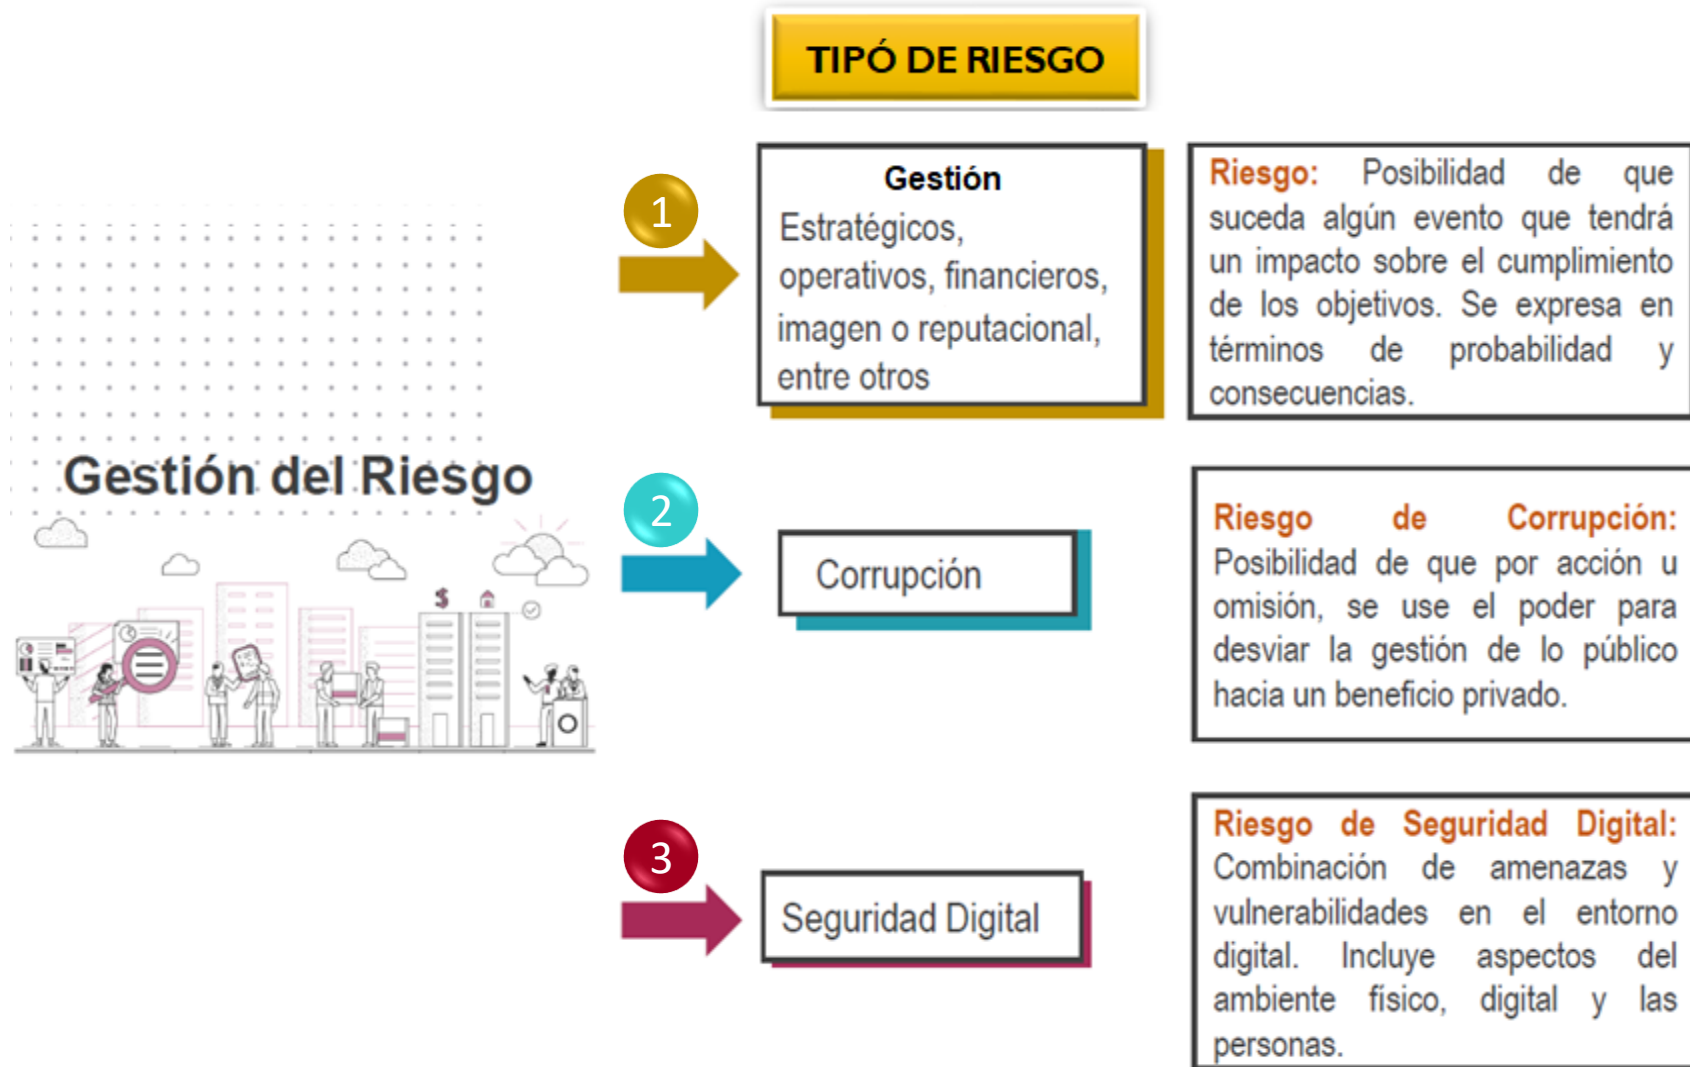 TIPÓ DE RIESGO
Gestión del Riesgo
1
Gestión
Estratégicos,
operativos, financieros,
imagen o reputacional,
entre otros
Riesgo: Posibilidad de que
suceda algún evento que tendrá
un impacto sobre el cumplimiento
de los objetivos. Se expresa en
términos de probabilidad y
consecuencias.
2
Corrupción
Riesgo de Corrupción:
Posibilidad de que por acción u
omisión, se use el poder para
desviar la gestión de lo público
hacia un beneficio privado.
3
Seguridad Digital
Riesgo de Seguridad Digital:
Combinación de amenazas y
vulnerabilidades en el entorno
digital. Incluye aspectos del
ambiente físico, digital y las
personas.
$